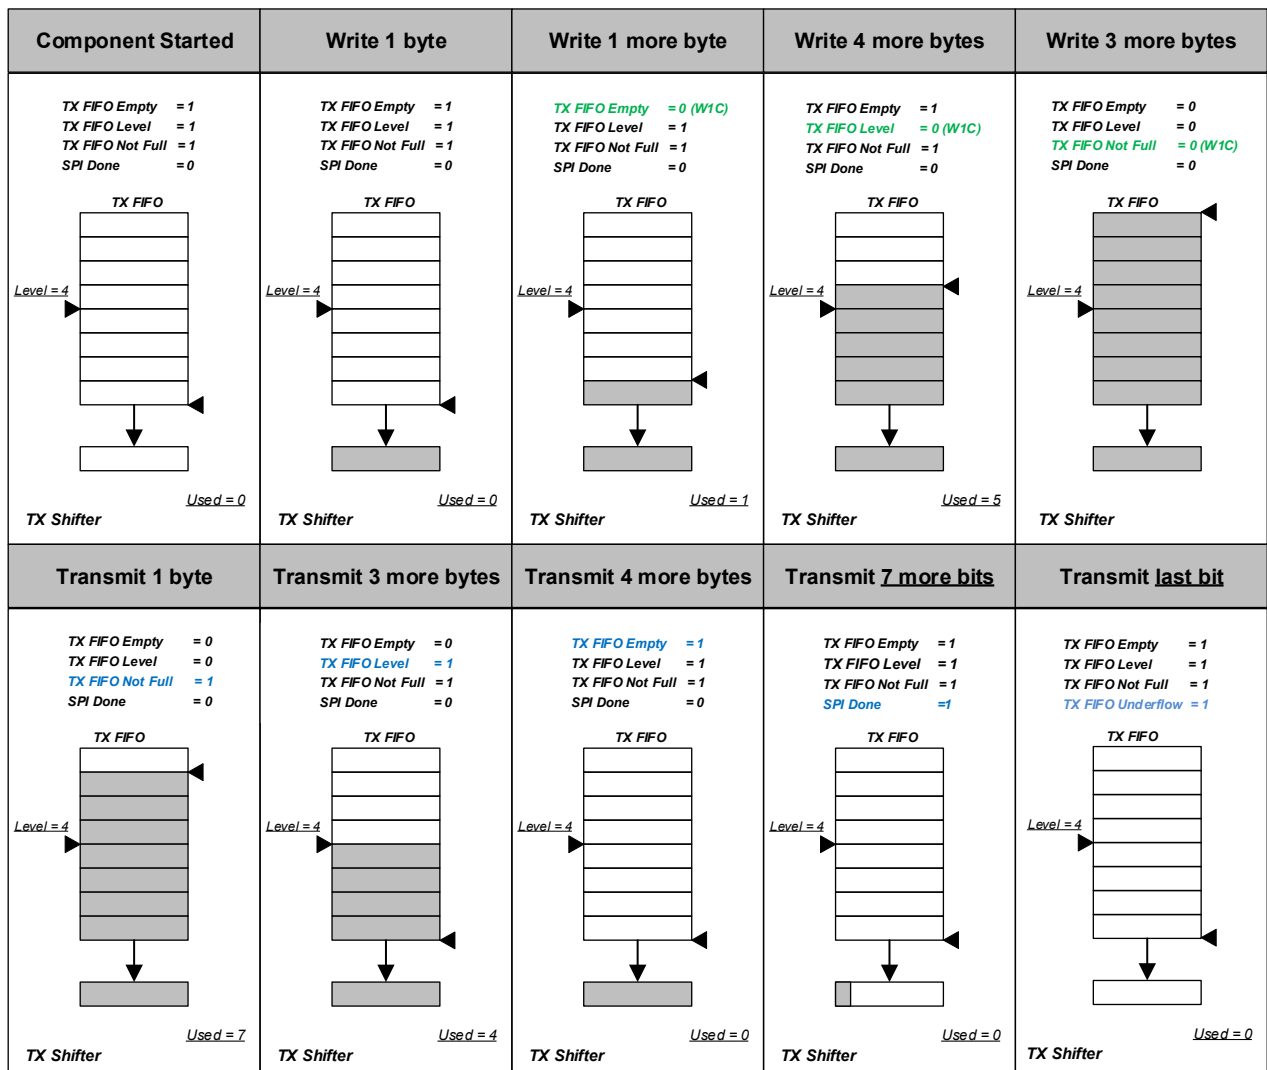 Component Started
Write 1 byte
Write 1 more byte
Write 4 more bytes
Write 3 more bytes
TX FIFO Empty = 1
TX FIFO Level = 1
TX FIFO Not Full = 1
SPI Done = 0
TX FIFO
Level = 4
Used = 0
TX Shifter
TX FIFO Empty = 1
TX FIFO Level = 1
TX FIFO Not Full = 1
SPI Done = 0
TX FIFO
Level = 4
Used = 0
TX Shifter
TX FIFO Empty = 0 (W1C)
TX FIFO Level = 1
TX FIFO Not Full = 1
SPI Done = 0
TX FIFO
Level = 4
Used = 1
TX Shifter
TX FIFO Empty = 1
TX FIFO Level = 0 (W1C)
TX FIFO Not Full = 1
SPI Done = 0
TX FIFO
Level = 4
Used = 5
TX Shifter
TX FIFO Empty = 0
TX FIFO Level = 0
TX FIFO Not Full = 0 (W1C)
SPI Done = 0
TX FIFO
Level = 4
TX Shifter
Transmit 1 byte
Transmit 3 more bytes
Transmit 4 more bytes
Transmit 7 more bits
Transmit last bit
TX FIFO Empty = 0
TX FIFO Level = 0
TX FIFO Not Full = 1
SPI Done = 0
TX FIFO
Level = 4
Used = 7
TX Shifter
TX FIFO Empty = 0
TX FIFO Level = 1
TX FIFO Not Full = 1
SPI Done = 0
TX FIFO
Level = 4
Used = 4
TX Shifter
TX FIFO Empty = 1
TX FIFO Level = 1
TX FIFO Not Full = 1
SPI Done = 0
TX FIFO
Level = 4
Used = 0
TX Shifter
TX FIFO Empty = 1
TX FIFO Level = 1
TX FIFO Not Full = 1
SPI Done =1
TX FIFO
Level = 4
Used = 0
TX Shifter
TX FIFO Empty = 1
TX FIFO Level = 1
TX FIFO Not Full = 1
TX FIFO Underflow = 1
TX FIFO
Level = 4
Used = 0
TX Shifter